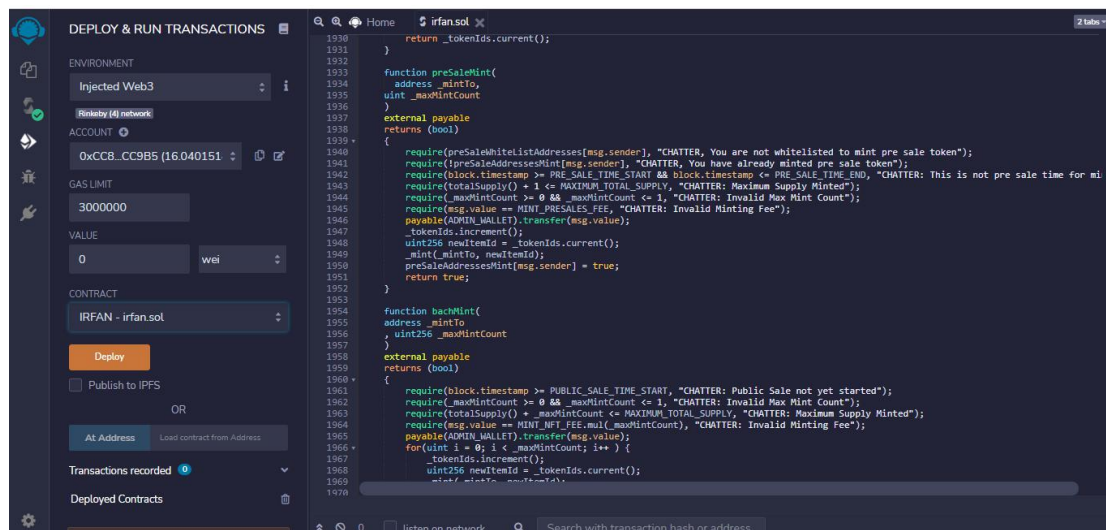 DEPLOY & RUN TRANSACTIONS
ENVIRONMENT
Injected Web3
Rinkeby (4) network
ACCOUNT
0xCC8...CC9B5 (16.040151
GAS LIMIT
3000000
VALUE
0
wei
CONTRACT
IRFAN - irfan.sol
Deploy
Publish to IPFS
OR
At Address
Load contract from Address
Transactions recorded 0
Deployed Contracts
Home
irfan.sol
2 tabs
1930 return _tokenIds.current();
1931 }
1932
1933 function preSaleMint(
1934 address _mintTo,
1935 uint _maxMintCount
1936 )
1937 external payable
1938 returns (bool)
1939 {
1940 require(preSaleWhiteListAddresses[msg.sender], "CHATTER, You are not whitelisted to mint pre sale token");
1941 require(!preSaleAddressesMint[msg.sender], "CHATTER, You have already minted pre sale token");
1942 require(block.timestamp >= PRE_SALE_TIME_START && block.timestamp <= PRE_SALE_TIME_END, "CHATTER: This is not pre sale time for mi
1943 require(totalSupply() + 1 <= MAXIMUM_TOTAL_SUPPLY, "CHATTER: Maximum Supply Minted");
1944 require(_maxMintCount >= 0 && _maxMintCount <= 1, "CHATTER: Invalid Max Mint Count");
1945 require(msg.value == MINT_PRESALES_FEE, "CHATTER: Invalid Minting Fee");
1946 payable(ADMIN_WALLET).transfer(msg.value);
1947 _tokenIds.increment();
1948 uint256 newItemId = _tokenIds.current();
1949 _mint(_mintTo, newItemId);
1950 preSaleAddressesMint[msg.sender] = true;
1951 return true;
1952 }
1953
1954 function bachMint(
1955 address _mintTo
1956 , uint256 _maxMintCount
1957 )
1958 external payable
1959 returns (bool)
1960 {
1961 require(block.timestamp >= PUBLIC_SALE_TIME_START, "CHATTER: Public Sale not yet started");
1962 require(_maxMintCount >= 0 && _maxMintCount <= 1, "CHATTER: Invalid Max Mint Count");
1963 require(totalSupply() + _maxMintCount <= MAXIMUM_TOTAL_SUPPLY, "CHATTER: Maximum Supply Minted");
1964 require(msg.value == MINT_NFT_FEE.mul(_maxMintCount), "CHATTER: Invalid Minting Fee");
1965 payable(ADMIN_WALLET).transfer(msg.value);
1966 for(uint i = 0; i < _maxMintCount; i++ ) {
1967 _tokenIds.increment();
1968 uint256 newItemId = _tokenIds.current();
1969 _mint(_mintTo, newItemId);
1970
0
listen on network
Search with transaction hash or address